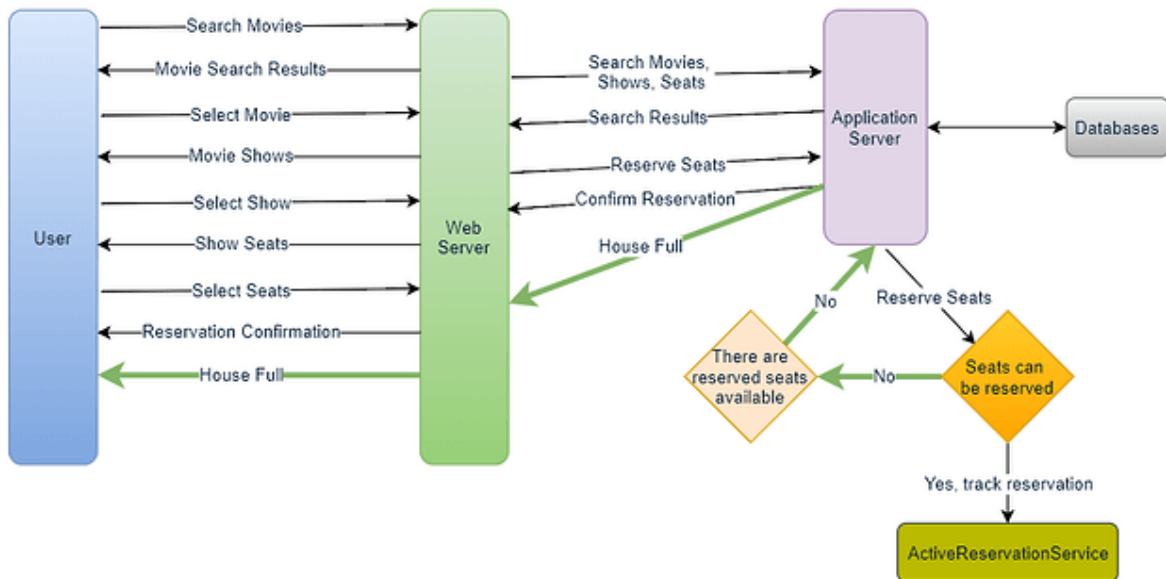 Search Movies
Movie Search Results
Select Movie
Movie Shows
Select Show
Show Seats
Select Seats
Reservation Confirmation
House Full
User
Web
Server
Search Movies,
Shows, Seats
Search Results
Reserve Seats
Confirm Reservation
House Full
Application
Server
Databases
No
Reserve Seats
There are
reserved seats
available
No
Seats can
be reserved
Yes, track reservation
ActiveReservationService